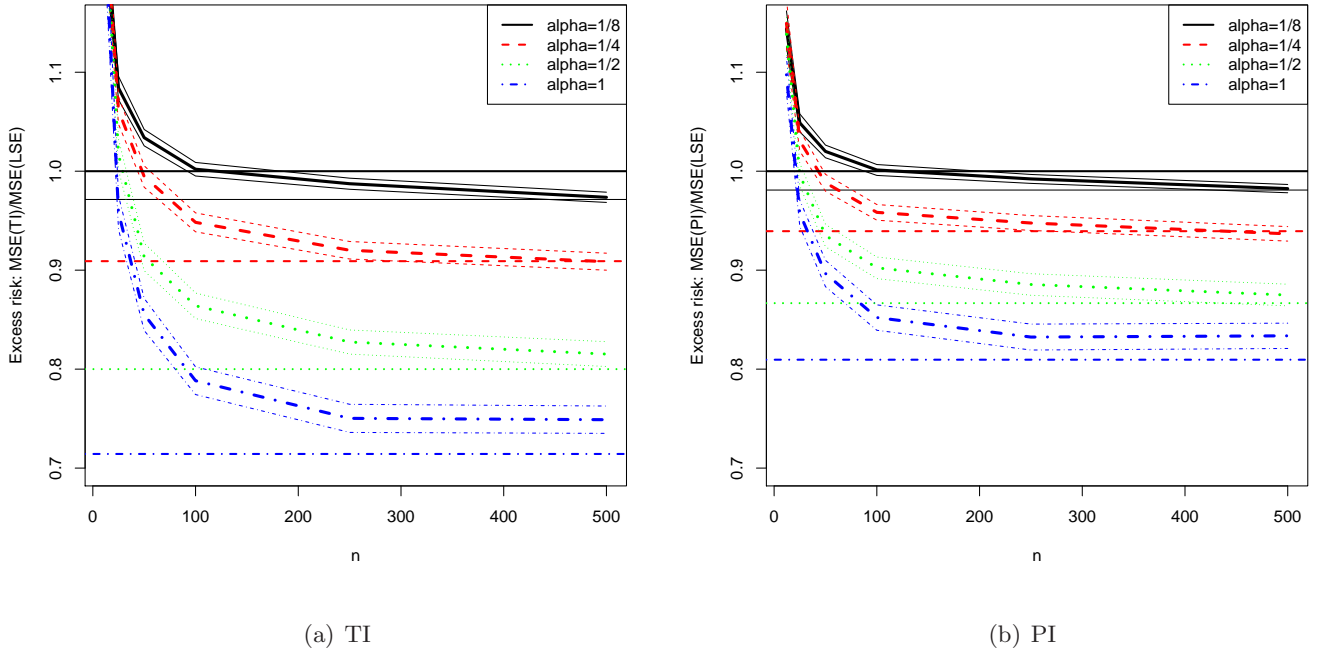 Excess risk: MSE(TI)/MSE(LSE)
1.1
1.0
0.9
0.8
0.7
alpha=1/8
alpha=1/4
alpha=1/2
alpha=1
0 100 200 300 400 500
n
(a) TI
Excess risk: MSE(PI)/MSE(LSE)
1.1
1.0
0.9
0.8
0.7
alpha=1/8
alpha=1/4
alpha=1/2
alpha=1
0 100 200 300 400 500
n
(b) PI